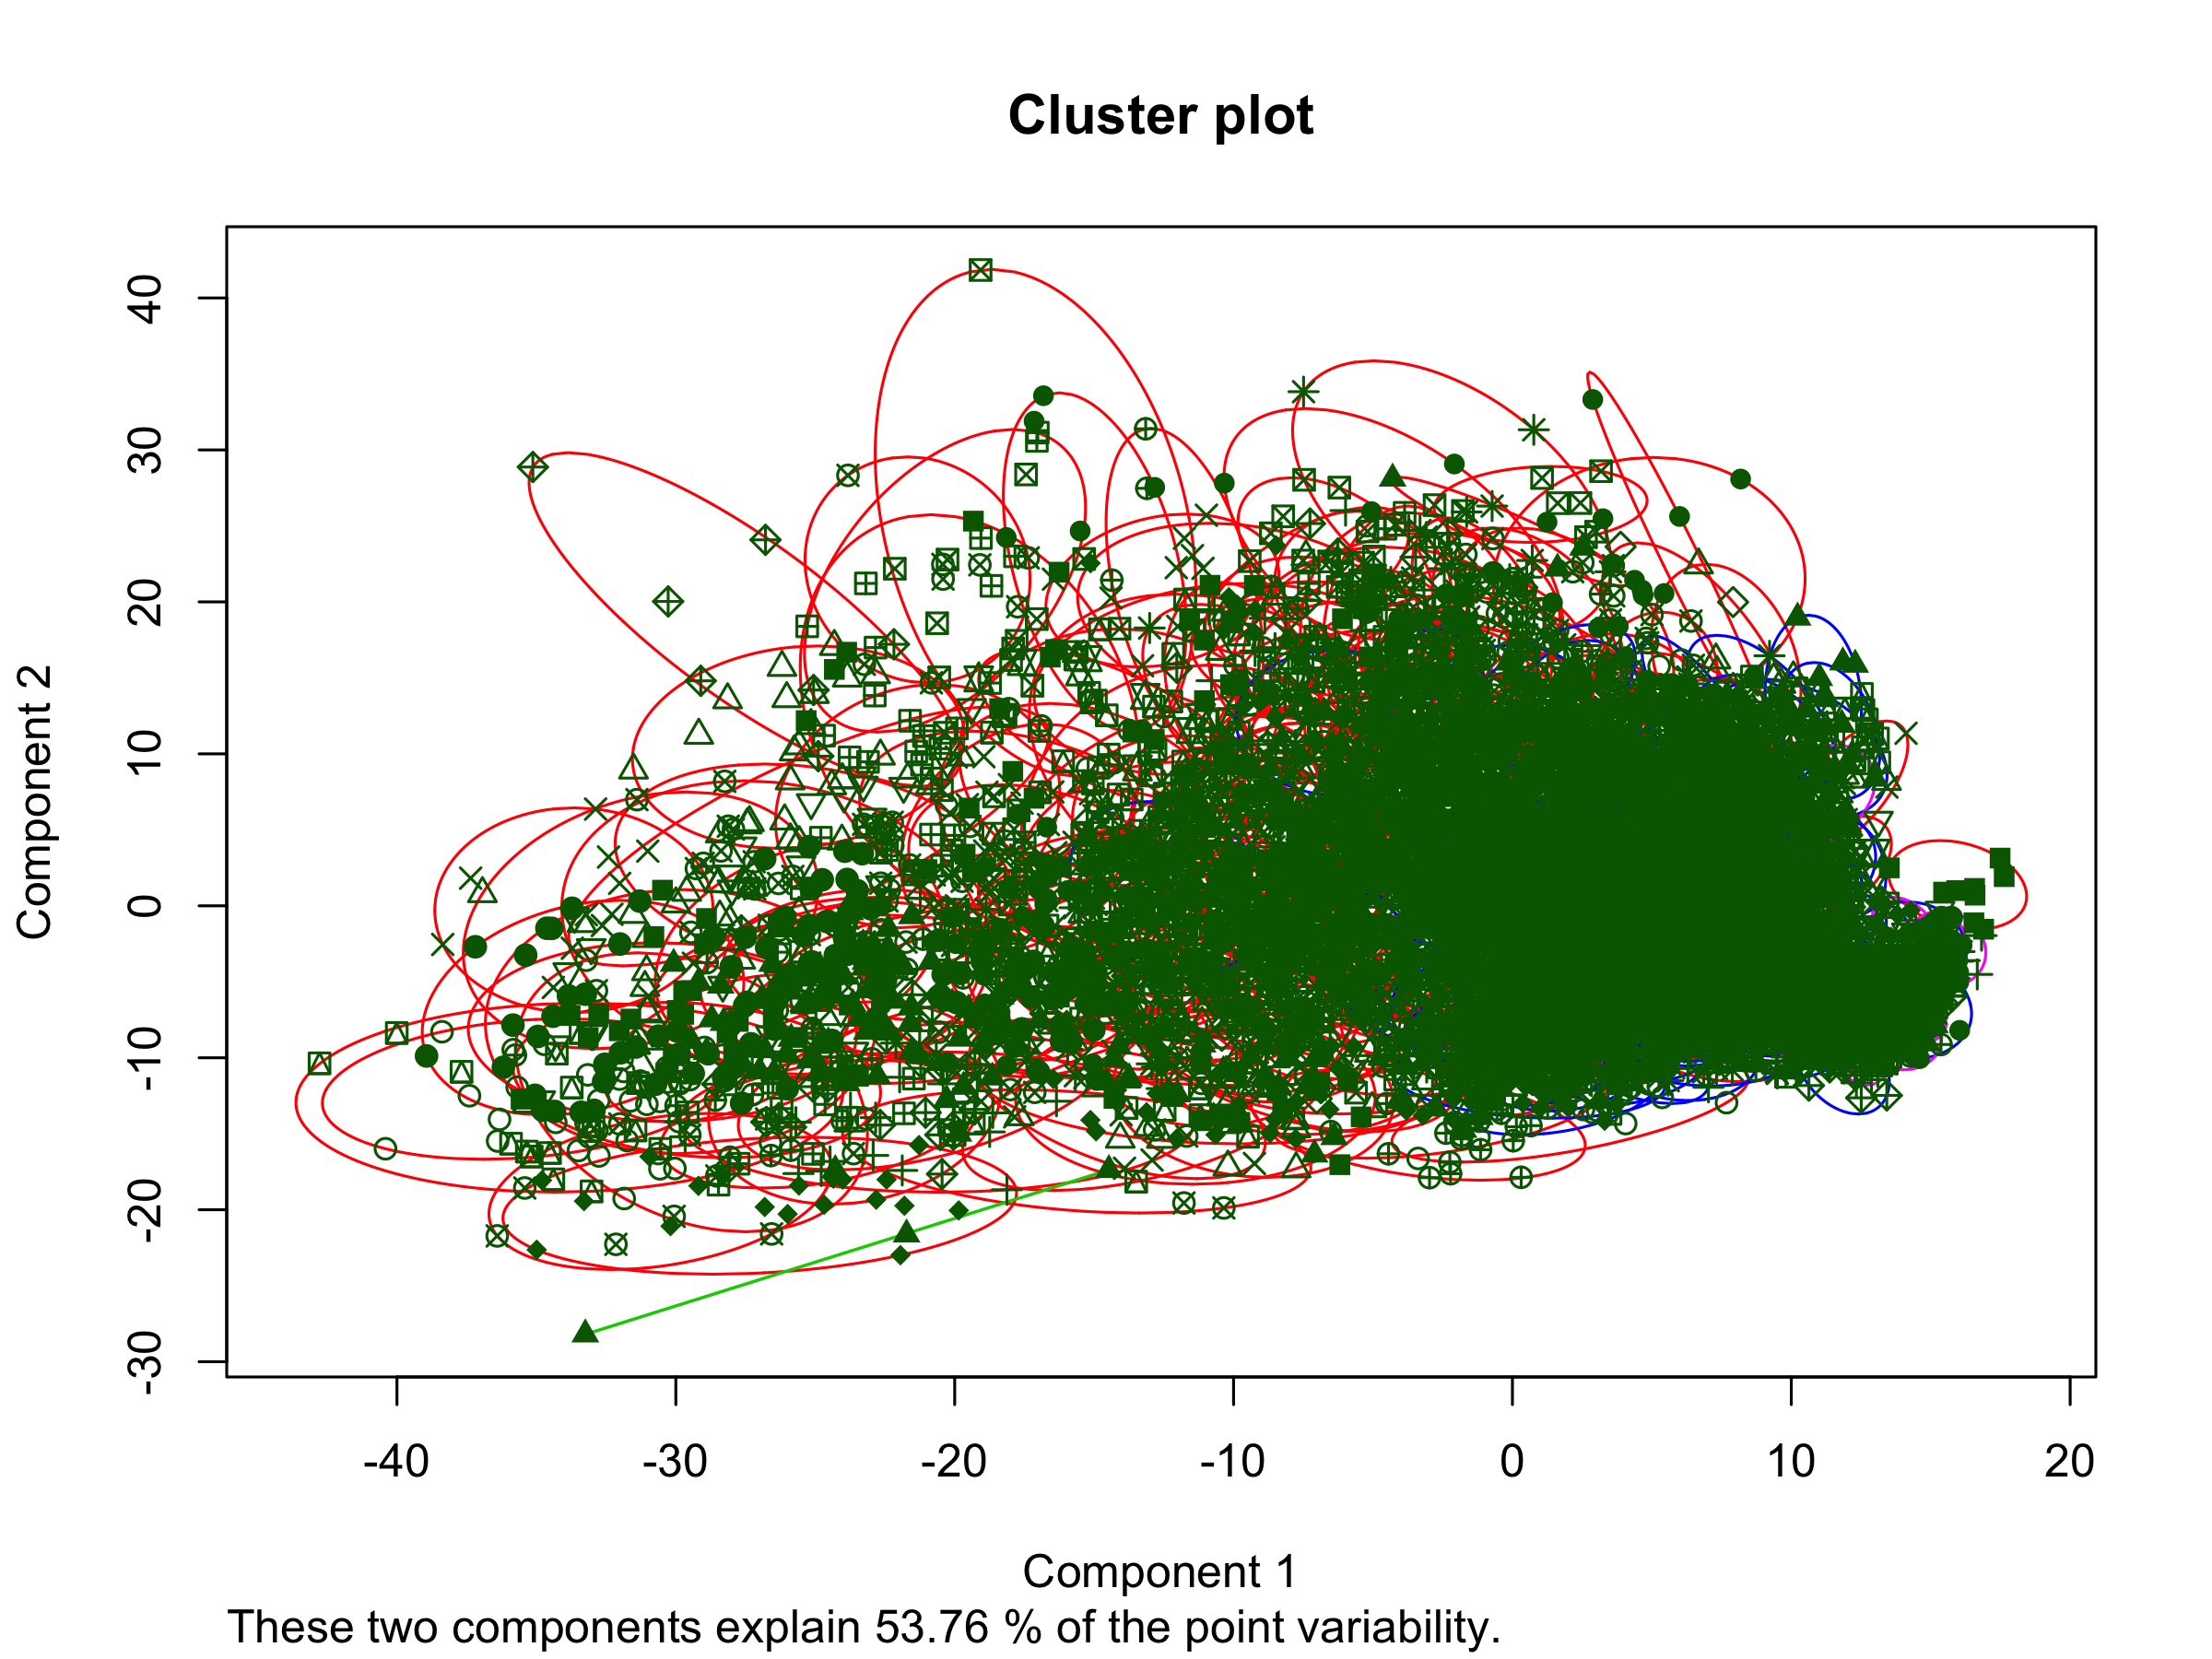 Cluster plot
40
30
20
10
0
-10
-20
-30
Component 2
-40 -30 -20 -10 0 10 20
Component 1
These two components explain 53.76 % of the point variability.